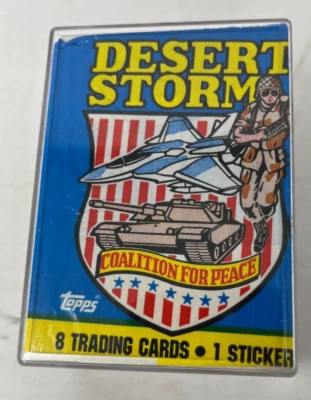 DESERT
STORM
COALITION FOR PEACE
topps
8 TRADING CARDS • 1 STICKER